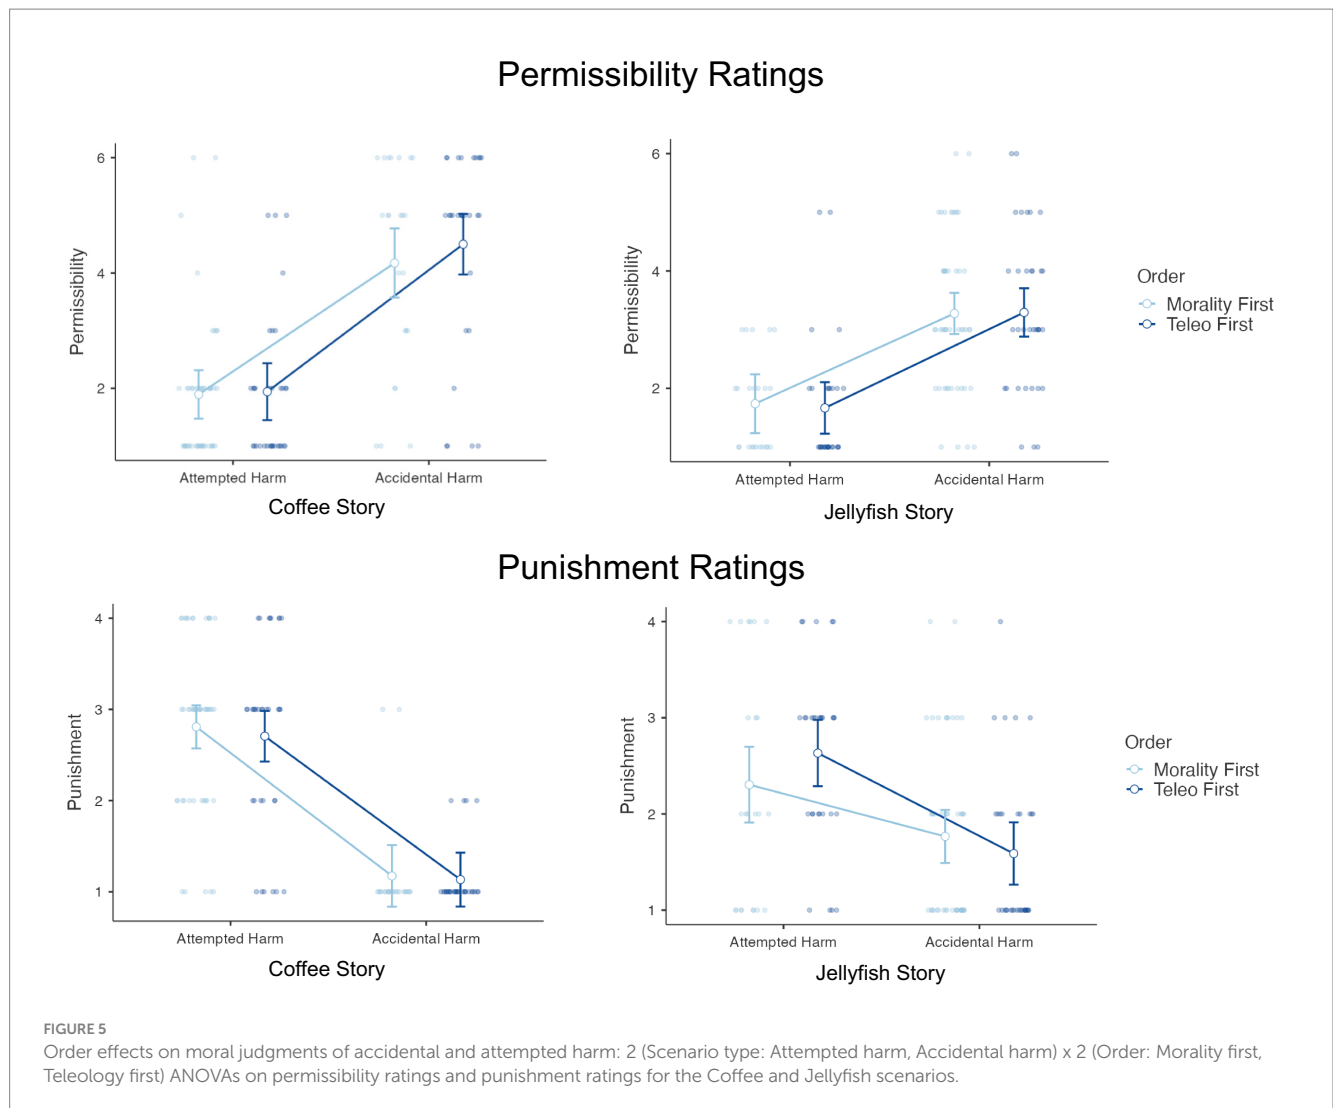 Permissibility Ratings
6
4
2
Permissibility
Attempted Harm Accidental Harm
Coffee Story
6
4
2
Permissibility
Attempted Harm Accidental Harm
Jellyfish Story
Order
Morality First
Teleo First
Punishment Ratings
4
3
2
1
Punishment
Attempted Harm Accidental Harm
Coffee Story
4
3
2
1
Punishment
Attempted Harm Accidental Harm
Jellyfish Story
Order
Morality First
Teleo First
FIGURE 5
Order effects on moral judgments of accidental and attempted harm: 2 (Scenario type: Attempted harm, Accidental harm) x 2 (Order: Morality first,
Teleology first) ANOVAs on permissibility ratings and punishment ratings for the Coffee and Jellyfish scenarios.